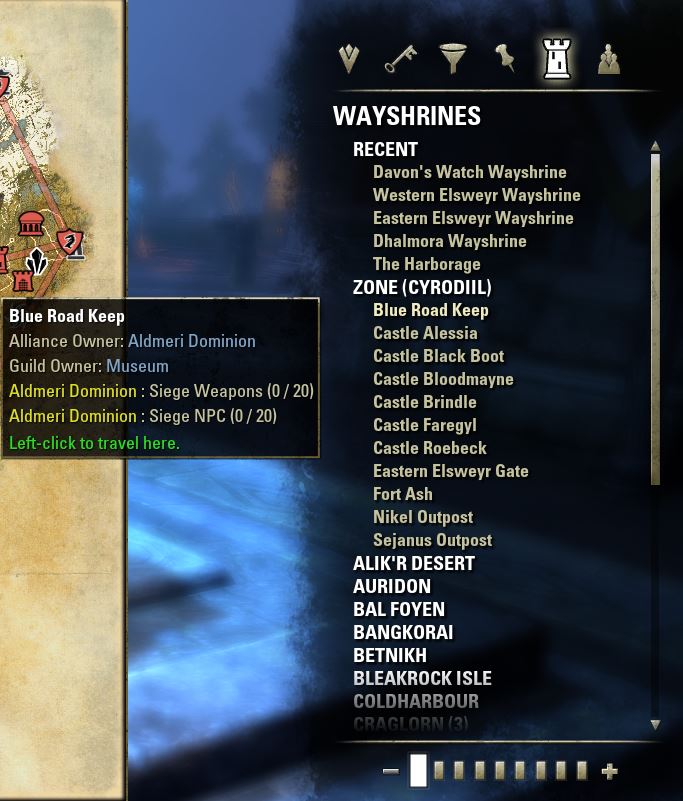 WAYSHRINES
RECENT
Davon's Watch Wayshrine
Western Elsweyr Wayshrine
Eastern Elsweyr Wayshrine
Dhalmora Wayshrine
The Harborage
ZONE (CYRODIIL)
Blue Road Keep
Castle Alessia
Castle Black Boot
Castle Bloodmayne
Castle Brindle
Castle Faregyl
Castle Roebeck
Eastern Elsweyr Gate
Fort Ash
Nikel Outpost
Sejanus Outpost
ALIK'R DESERT
AURIDON
BAL FOYEN
BANGKORAI
BETNIKH
BLEAKROCK ISLE
COLDHARBOUR
CRAGLORN (3)
Blue Road Keep
Alliance Owner: Aldmeri Dominion
Guild Owner: Museum
Aldmeri Dominion : Siege Weapons (0 / 20)
Aldmeri Dominion : Siege NPC (0 / 20)
Left-click to travel here.